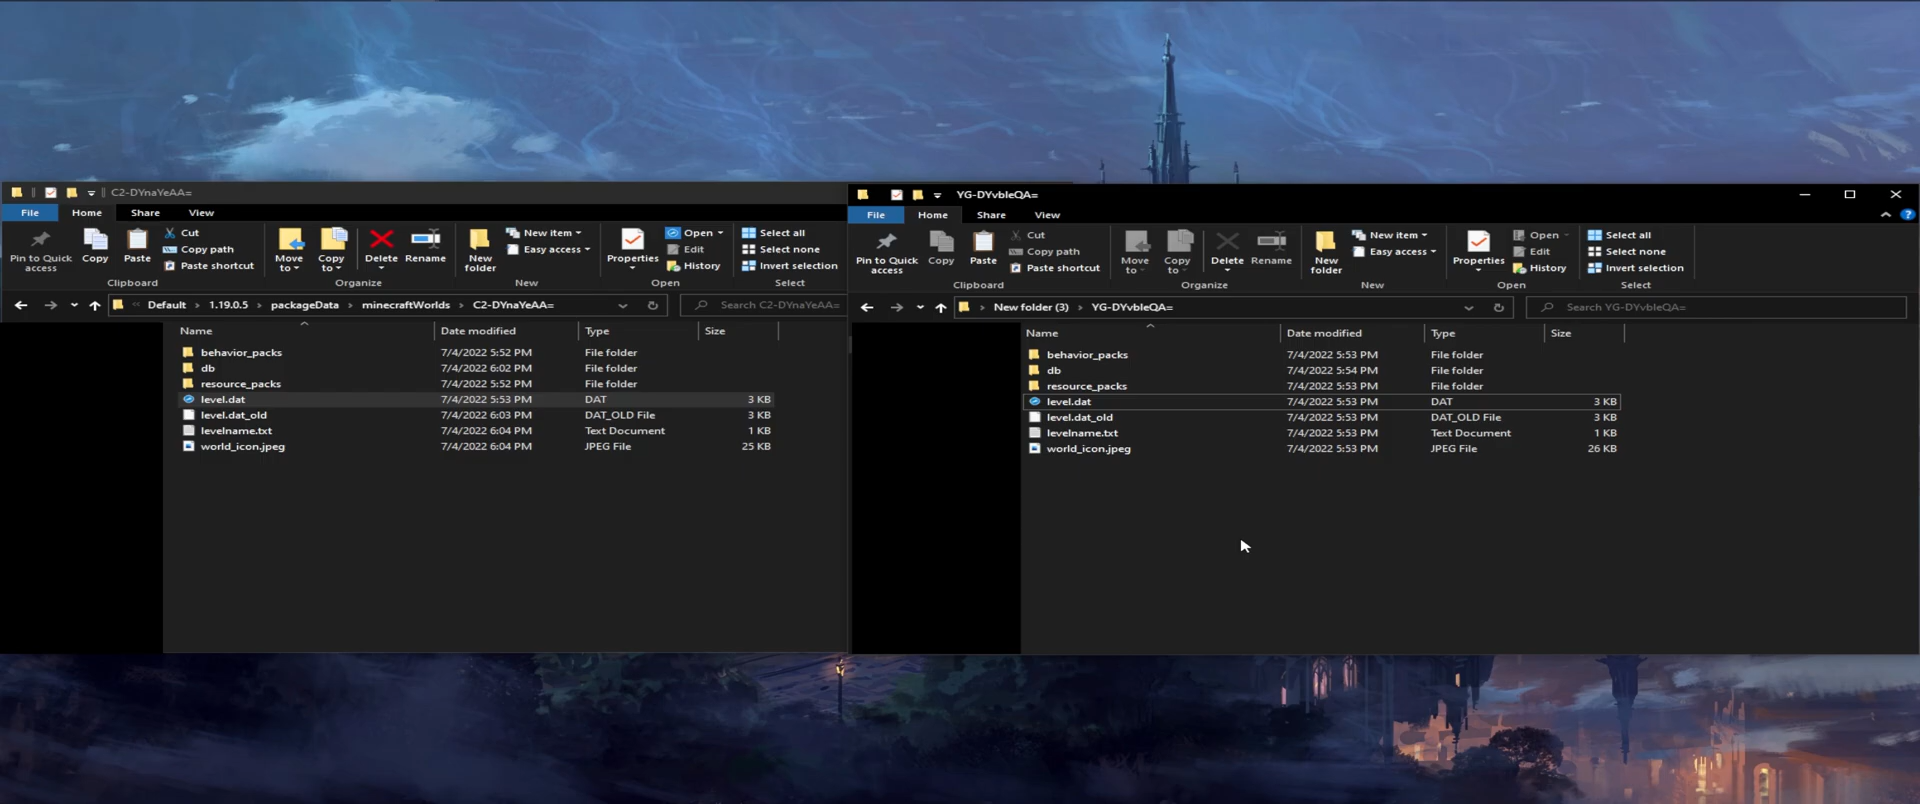 C2-DYnaYeAA=
File Home Share View
Pin to Quick access
Copy
Paste
Cut
Copy path
Paste shortcut
Clipboard
Move to
Copy to
Delete
Rename
Organize
New folder
New item
Easy access
New
Properties
Open
Edit
History
Open
Select all
Select none
Invert selection
Select
« Default > 1.19.0.5 > packageData > minecraftWorlds > C2-DYnaYeAA=
Search C2-DYnaYeAA=
Name Date modified Type Size
behavior_packs 7/4/2022 5:52 PM File folder
db 7/4/2022 6:02 PM File folder
resource_packs 7/4/2022 5:52 PM File folder
level.dat 7/4/2022 5:53 PM DAT 3 KB
level.dat_old 7/4/2022 6:03 PM DAT_OLD File 3 KB
levelname.txt 7/4/2022 6:04 PM Text Document 1 KB
world_icon.jpeg 7/4/2022 6:04 PM JPEG File 25 KB
YG-DYvbleQA=
File Home Share View
Pin to Quick access
Copy
Paste
Cut
Copy path
Paste shortcut
Clipboard
Move to
Copy to
Delete
Rename
Organize
New folder
New item
Easy access
New
Properties
Open
Edit
History
Open
Select all
Select none
Invert selection
Select
> New folder (3) > YG-DYvbleQA=
Search YG-DYvbleQA=
Name Date modified Type Size
behavior_packs 7/4/2022 5:53 PM File folder
db 7/4/2022 5:54 PM File folder
resource_packs 7/4/2022 5:53 PM File folder
level.dat 7/4/2022 5:53 PM DAT 3 KB
level.dat_old 7/4/2022 5:53 PM DAT_OLD File 3 KB
levelname.txt 7/4/2022 5:53 PM Text Document 1 KB
world_icon.jpeg 7/4/2022 5:53 PM JPEG File 26 KB